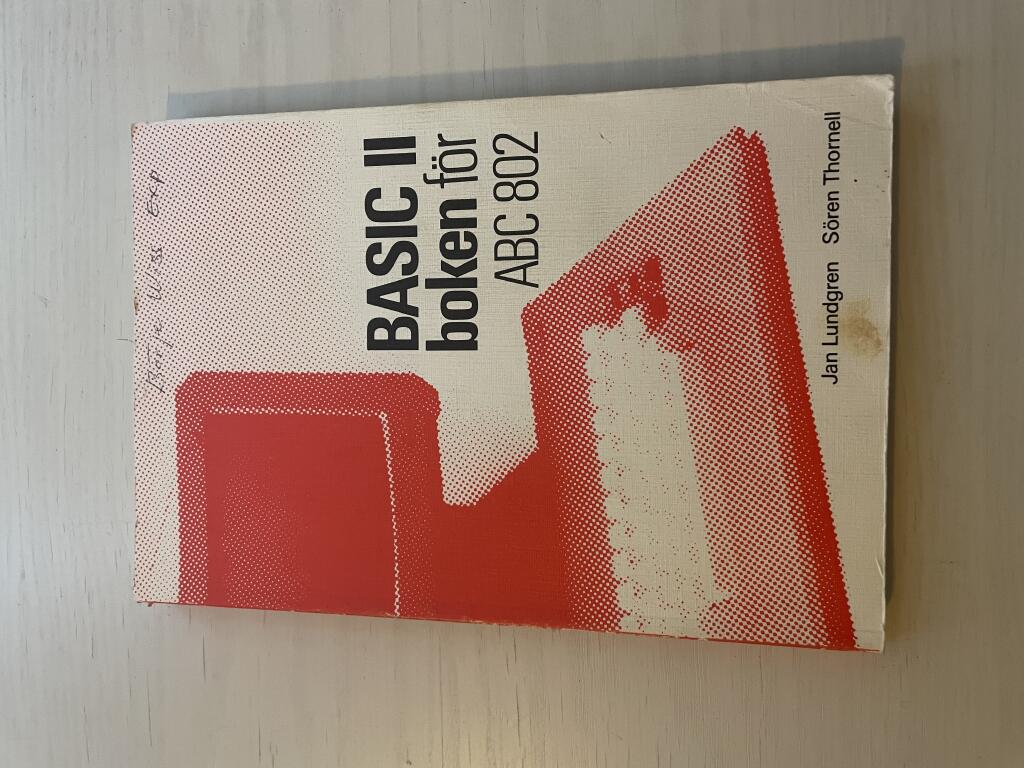 BASIC II
boken för
ABC 802
Jan Lundgren Sören Thornell